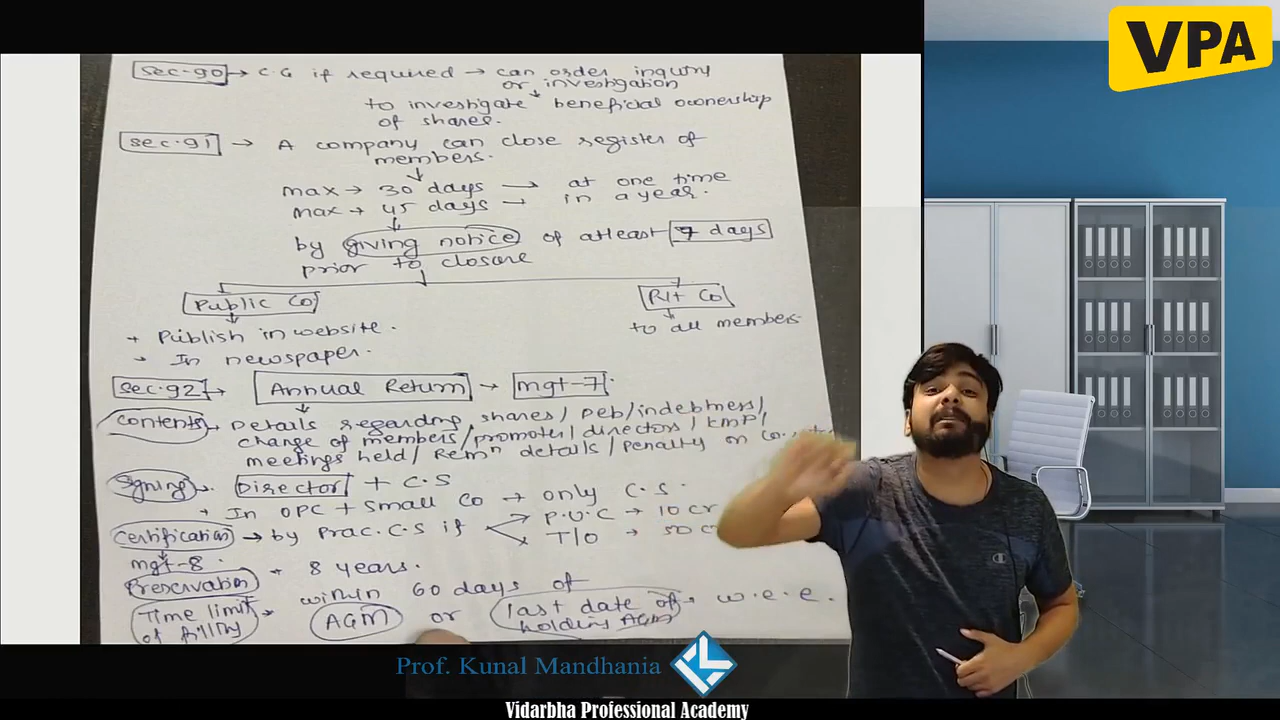 VPA
Sec-90 → C.G if required → can order inquiry
or investigation
to investigate beneficial ownership
of shares.
Sec.91 → A company can close register of
members.
max → 30 days → at one time
max → 45 days → in a year.
by giving notice of atleast 7 days
prior to closure
Public Co
Pvt Co
→ Publish in website.
to all members
→ In newspaper.
Sec.92 → Annual Return → mgt-7.
Contents → Details regarding shares/ Deb/indebtness/
change of members/promoter/directors/KMP/
meetings held/ Remn details/penalty on Co.
Signing → Director + C.S
→ In OPC + small Co → only C.S.
Certification → by Prac. C.S if P.U.C → 10 cr
mgt-8.
T/O → 50 cr
Preservation → 8 years.
Time limit of filling → within 60 days of
AGM or last date of holding AGM → w.e.e.
Prof. Kunal Mandhania
Vidarbha Professional Academy